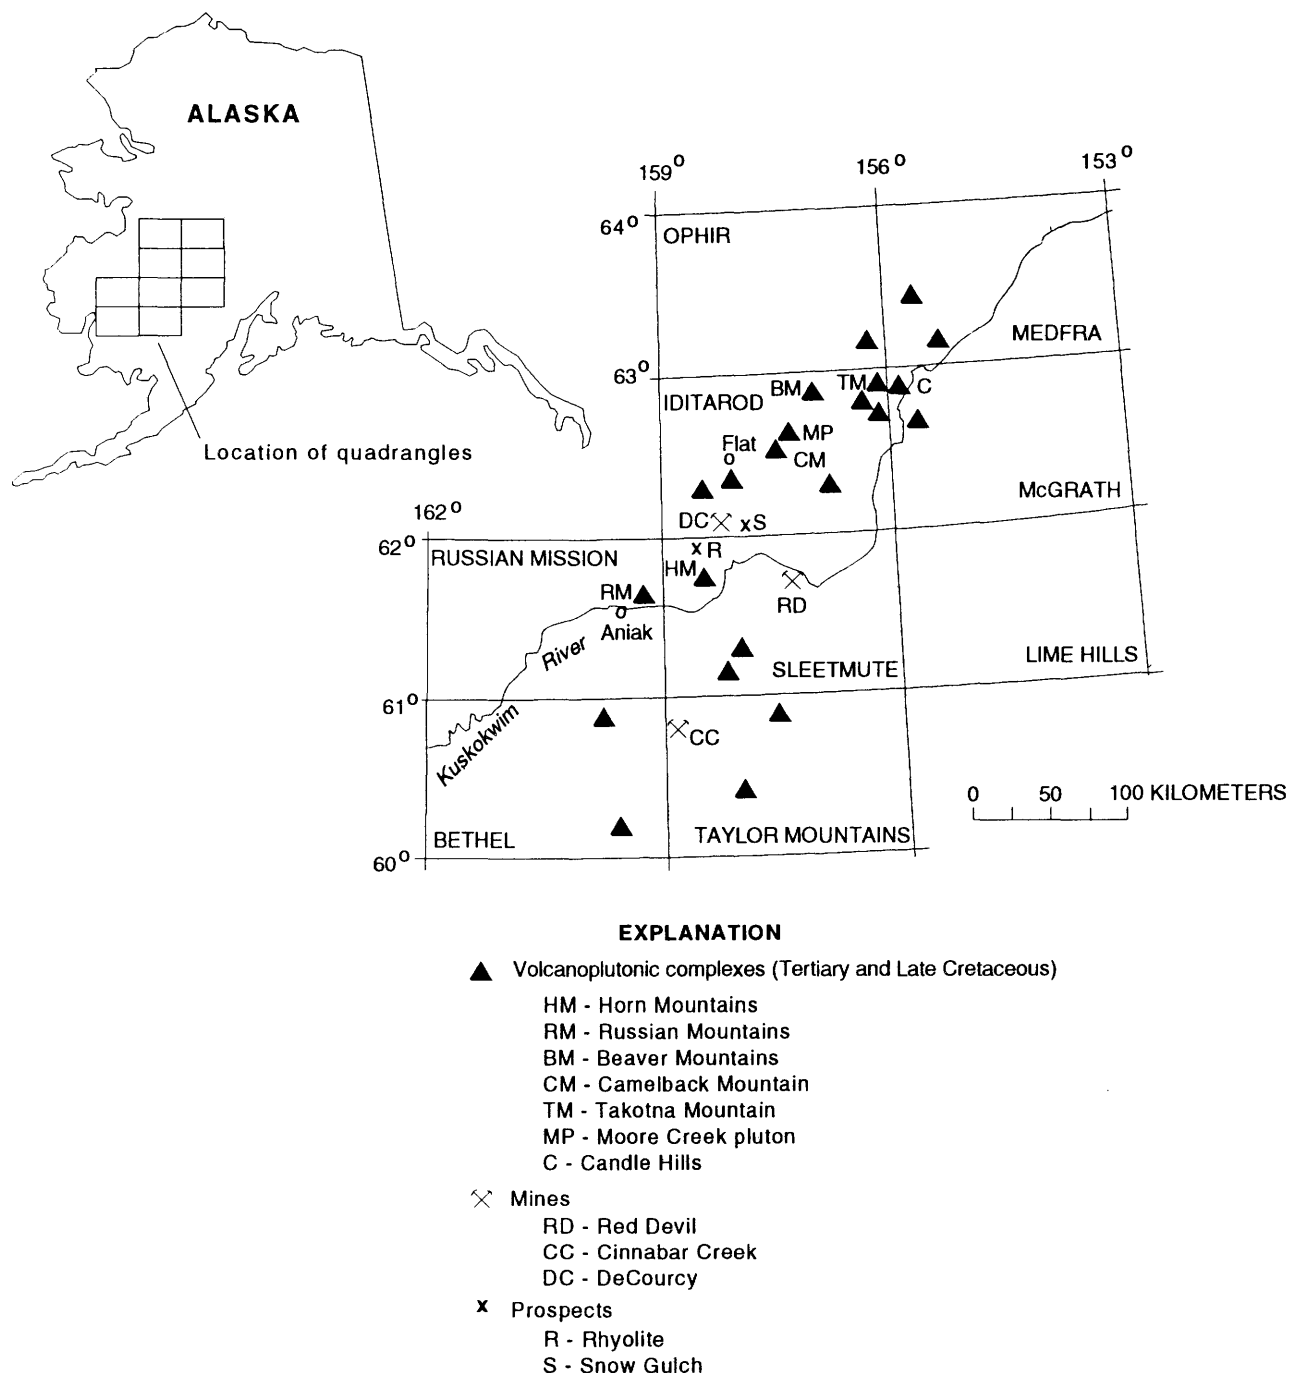 ALASKA
Location of quadrangles
159° 156° 153°
64°
OPHIR
MEDFRA
63°
BM TM C
IDITAROD
Flat MP
CM
McGRATH
162°
DC S
62°
RUSSIAN MISSION
R
HM
RM
RD
Aniak
River
LIME HILLS
SLEETMUTE
61°
Kuskokwim
CC
0 50 100 KILOMETERS
BETHEL TAYLOR MOUNTAINS
60°
EXPLANATION
Volcanoplutonic complexes (Tertiary and Late Cretaceous)
HM - Horn Mountains
RM - Russian Mountains
BM - Beaver Mountains
CM - Camelback Mountain
TM - Takotna Mountain
MP - Moore Creek pluton
C - Candle Hills
Mines
RD - Red Devil
CC - Cinnabar Creek
DC - DeCourcy
x Prospects
R - Rhyolite
S - Snow Gulch